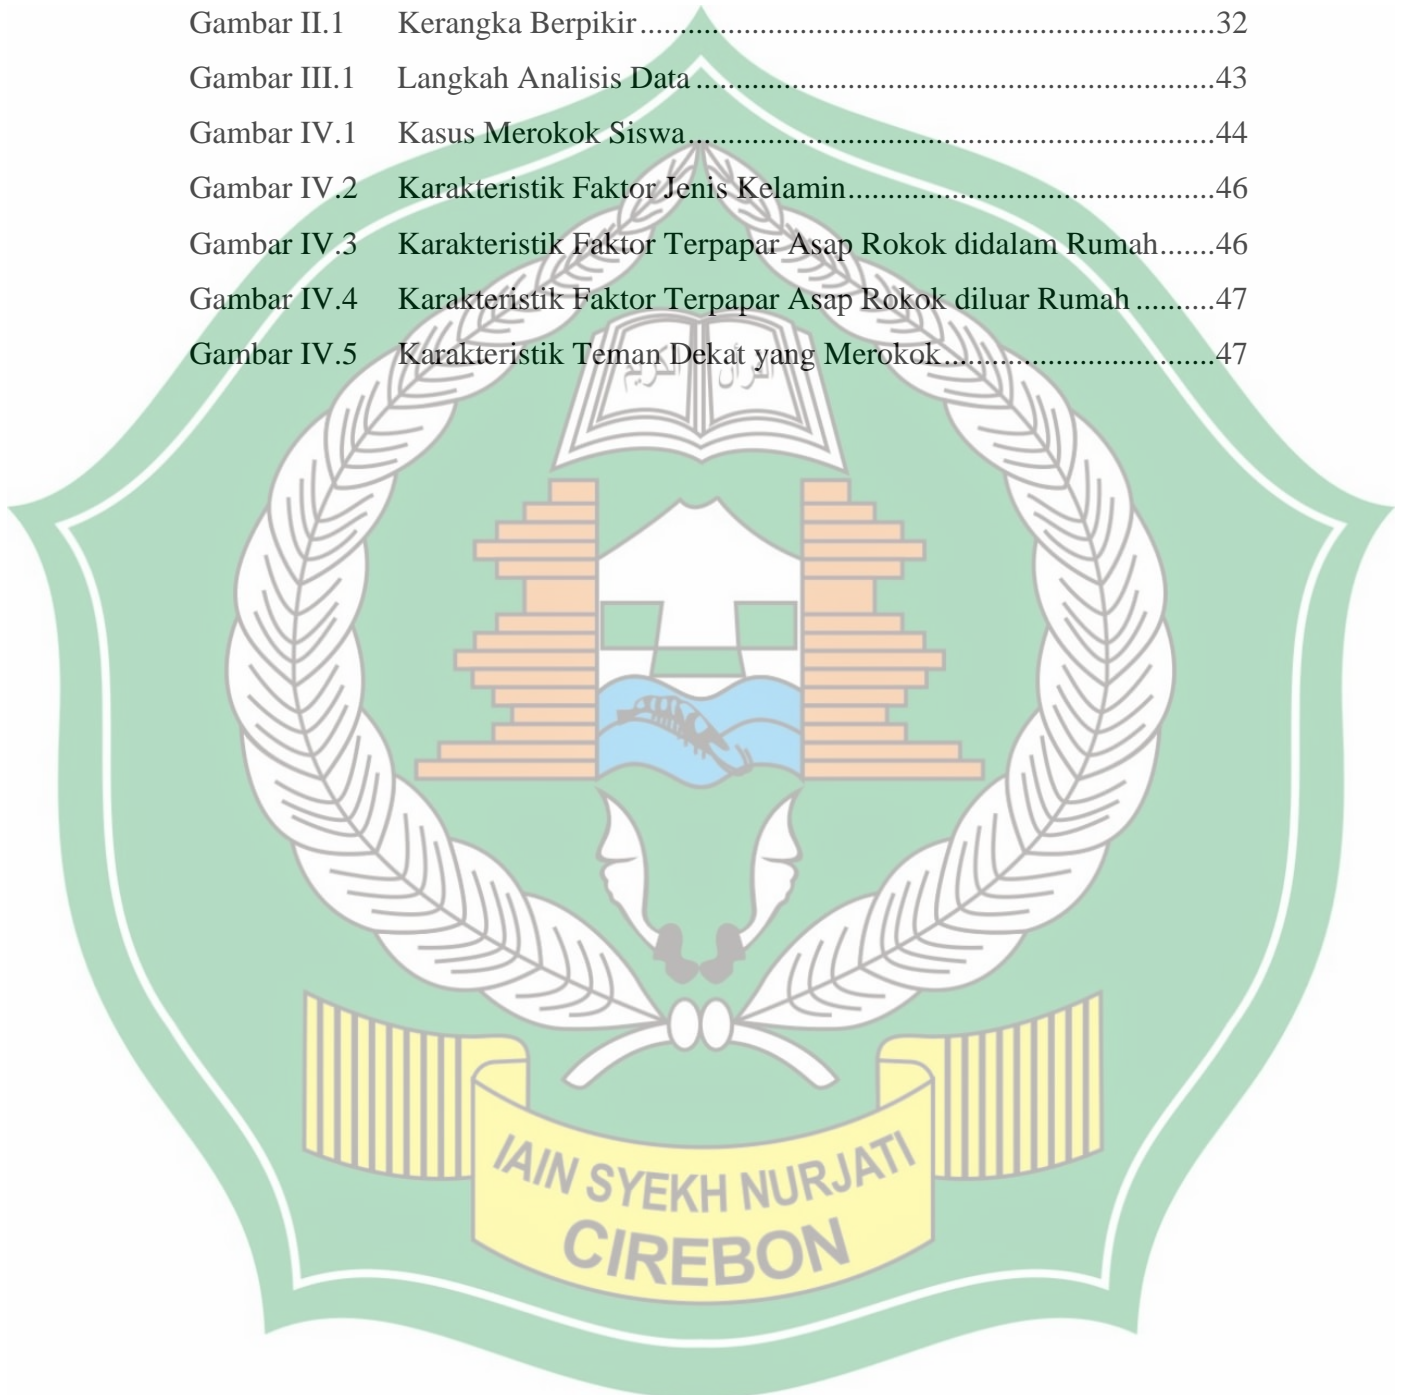 Gambar II.1 Kerangka Berpikir.......................................................................32
Gambar III.1 Langkah Analisis Data................................................................43
Gambar IV.1 Kasus Merokok Siswa.................................................................44
Gambar IV.2 Karakteristik Faktor Jenis Kelamin.............................................46
Gambar IV.3 Karakteristik Faktor Terpapar Asap Rokok didalam Rumah.......46
Gambar IV.4 Karakteristik Faktor Terpapar Asap Rokok diluar Rumah..........47
Gambar IV.5 Karakteristik Teman Dekat yang Merokok.................................47
القرآن الكريم
IAIN SYEKH NURJATI
CIREBON